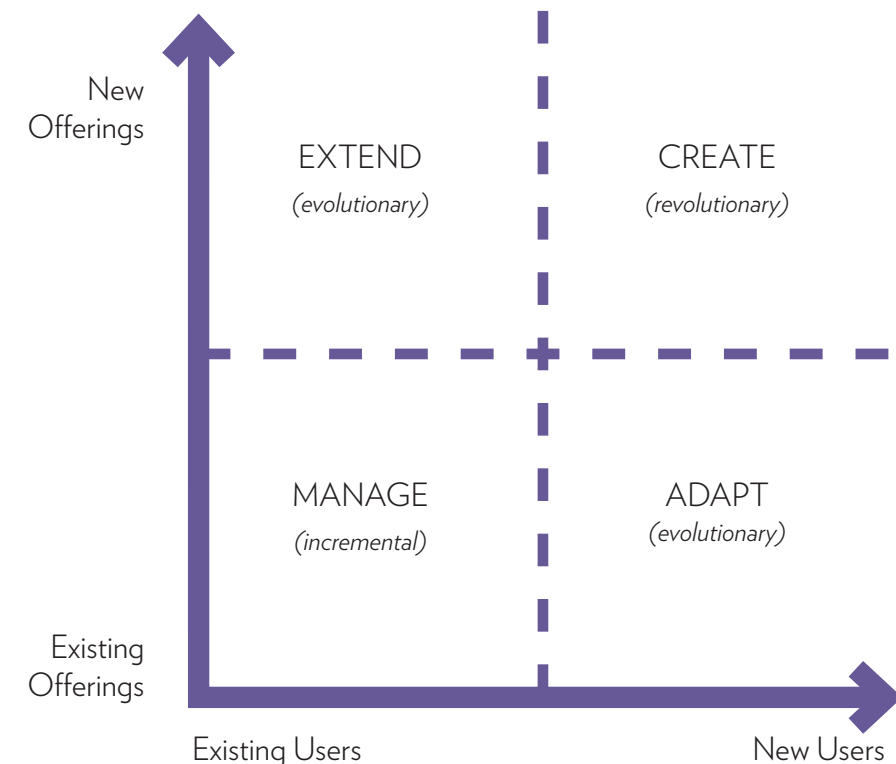 New
Offerings
EXTEND
(evolutionary)
CREATE
(revolutionary)
MANAGE
(incremental)
ADAPT
(evolutionary)
Existing
Offerings
Existing Users
New Users